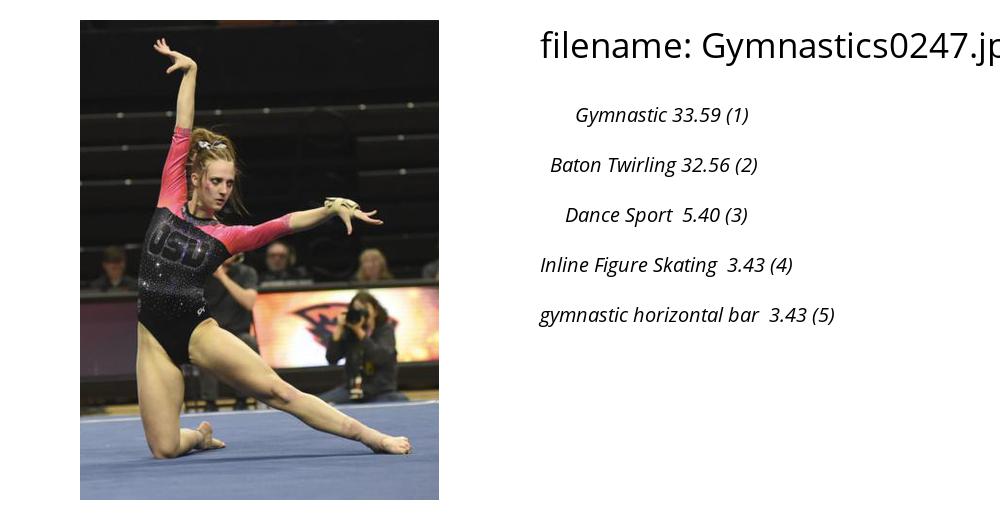 filename: Gymnastics0247.jp
Gymnastic 33.59 (1)
Baton Twirling 32.56 (2)
Dance Sport  5.40 (3)
Inline Figure Skating  3.43 (4)
gymnastic horizontal bar  3.43 (5)
USU